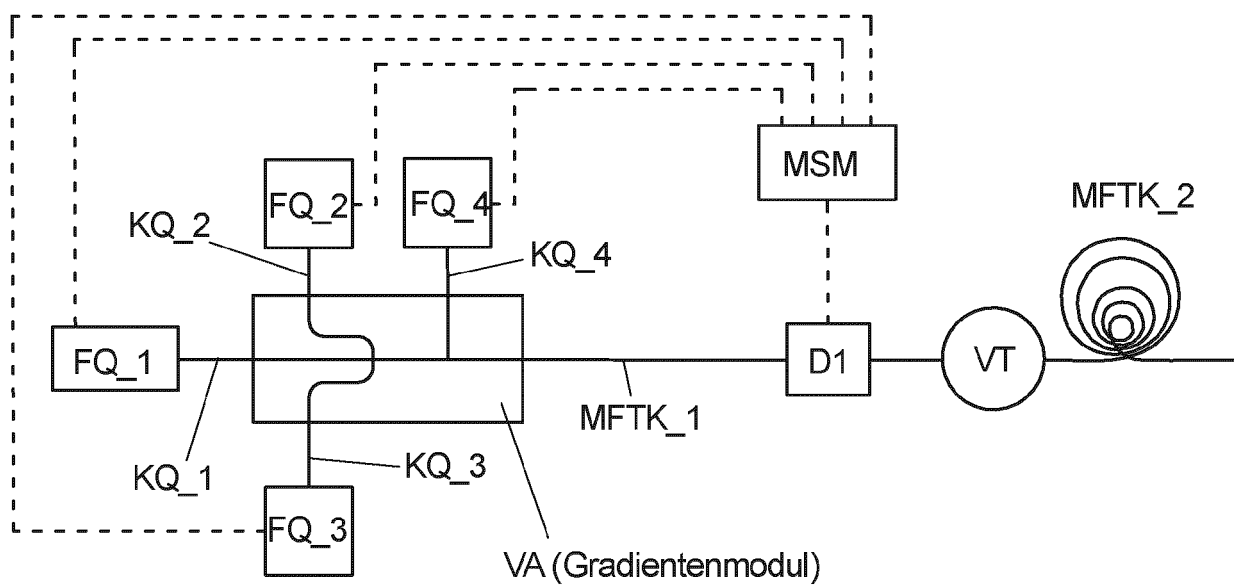 MSM
MFTK_2
FQ_2
FQ_4
KQ_2
KQ_4
FQ_1
D1
VT
MFTK_1
KQ_1
KQ_3
FQ_3
VA (Gradientenmodul)